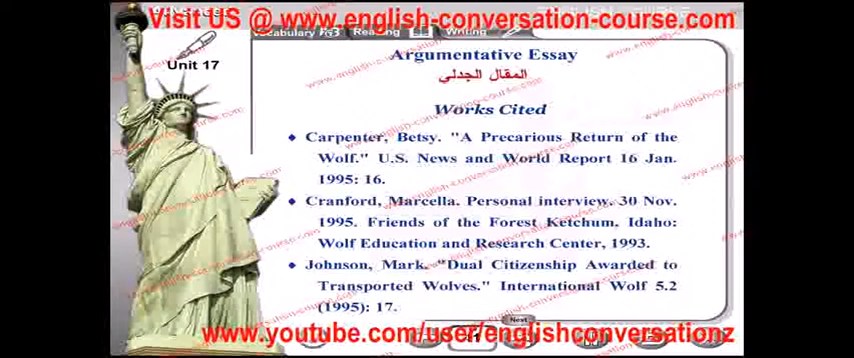 Visit US @ www.english-conversation-course.com
Vocabulary Reading Writing
Unit 17
Argumentative Essay
المقال الجدلي
Works Cited
Carpenter, Betsy. "A Precarious Return of the
Wolf." U.S. News and World Report 16 Jan.
1995: 16.
Cranford, Marcella. Personal interview. 30 Nov.
1995. Friends of the Forest Ketchum, Idaho:
Wolf Education and Research Center, 1993.
Johnson, Mark. "Dual Citizenship Awarded to
Transported Wolves." International Wolf 5.2
(1995): 17.
Next
www.youtube.com/user/englishconversationz